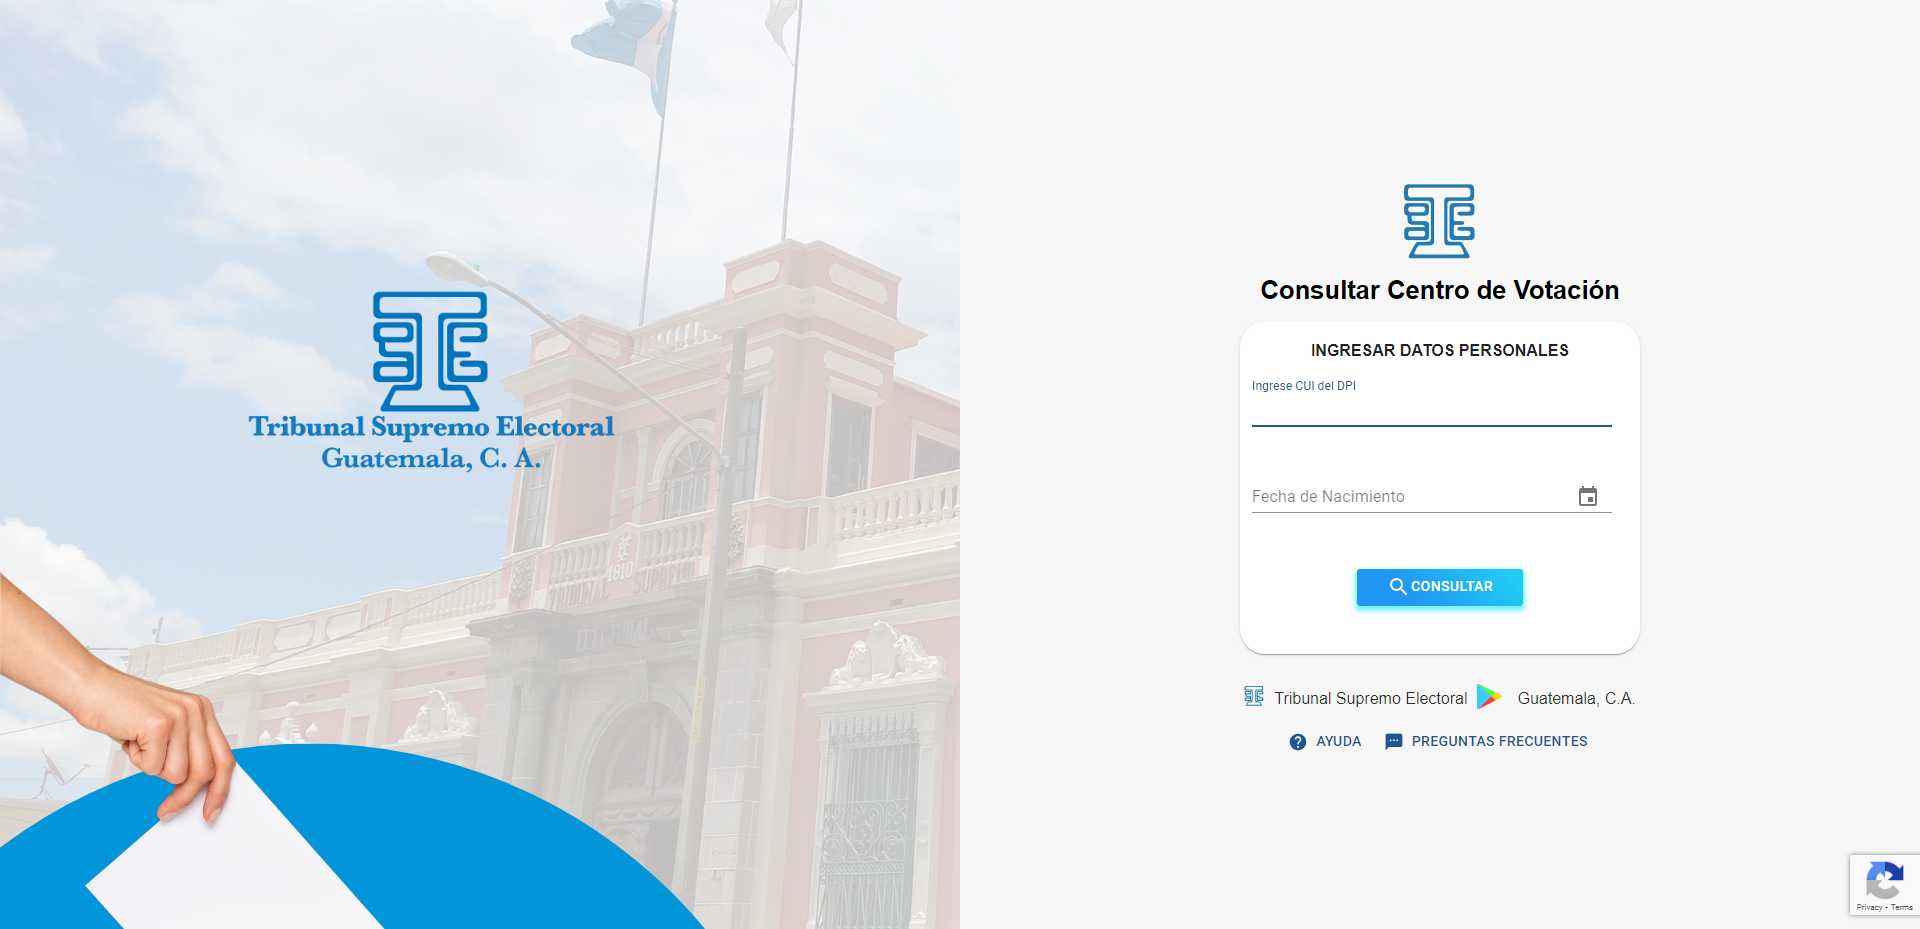 Tribunal Supremo Electoral
Guatemala, C. A.
1810
Consultar Centro de Votación
INGRESAR DATOS PERSONALES
Ingrese CUI del DPI
Fecha de Nacimiento
CONSULTAR
Tribunal Supremo Electoral
Guatemala, C.A.
AYUDA
PREGUNTAS FRECUENTES
Privacy - Terms